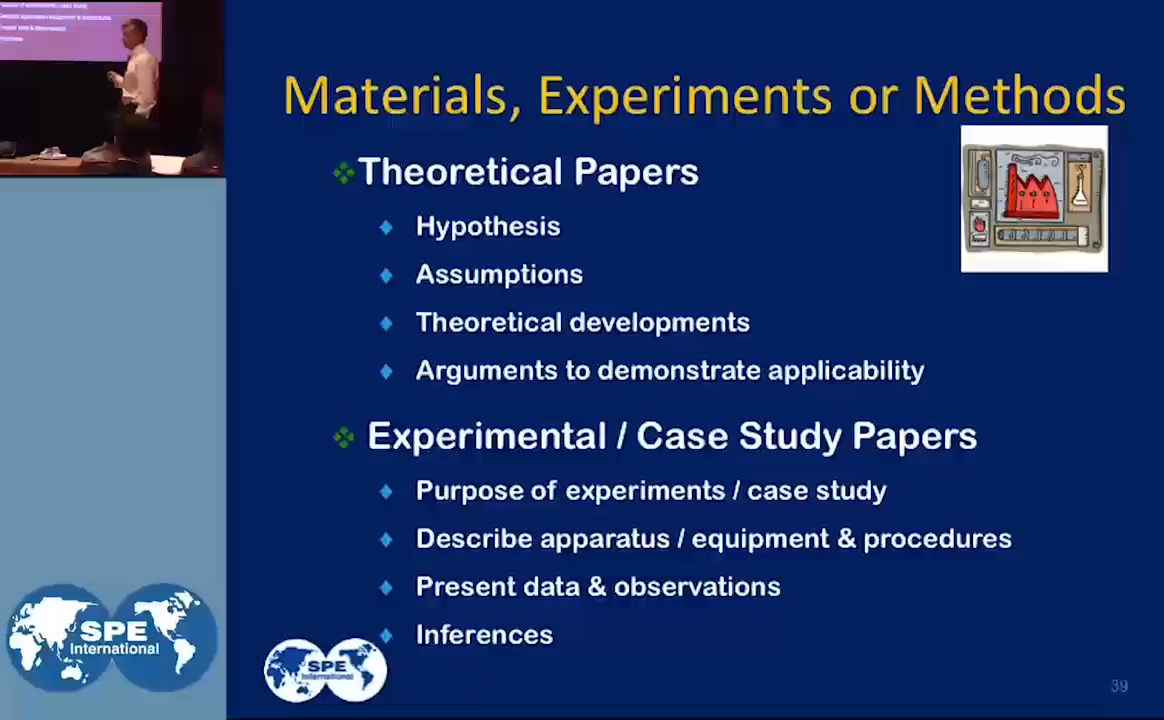 Materials, Experiments or Methods
Theoretical Papers
Hypothesis
Assumptions
Theoretical developments
Arguments to demonstrate applicability
Experimental / Case Study Papers
Purpose of experiments / case study
Describe apparatus / equipment & procedures
Present data & observations
Inferences
SPE
International
SPE
International
39